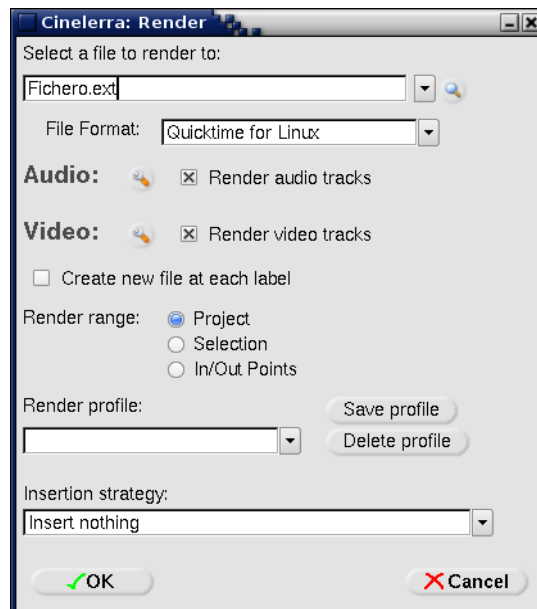 Cinelerra: Render
Select a file to render to:
Fichero.ext
File Format: Quicktime for Linux
Audio: Render audio tracks
Video: Render video tracks
Create new file at each label
Render range: Project
Selection
In/Out Points
Render profile: Save profile
Delete profile
Insertion strategy:
Insert nothing
OK Cancel